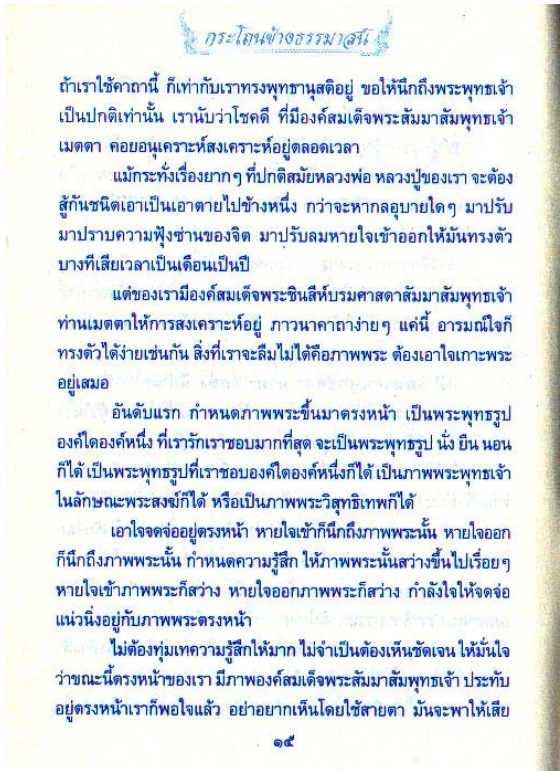 กระโถนข้างธรรมาสน์
ถ้าเราใช้คาถานี้ ก็เท่ากับเราทรงพุทธานุสติอยู่ ขอให้นึกถึงพระพุทธเจ้า
เป็นปกติเท่านั้น เรานับว่าโชคดี ที่มีองค์สมเด็จพระสัมมาสัมพุทธเจ้า
เมตตา คอยอนุเคราะห์สงเคราะห์อยู่ตลอดเวลา
แม้กระทั่งเรื่องยากๆ ที่ปกติสมัยหลวงพ่อ หลวงปู่ของเรา จะต้อง
สู้กันชนิดเอาเป็นเอาตายไปข้างหนึ่ง กว่าจะหากลอุบายใดๆ มาปรับ
มาปราบความฟุ้งซ่านของจิต มาปรับลมหายใจเข้าออกให้มันทรงตัว
บางทีเสียเวลาเป็นเดือนเป็นปี
แต่ของเรามีองค์สมเด็จพระชินสีห์บรมศาสดาสัมมาสัมพุทธเจ้า
ท่านเมตตาให้การสงเคราะห์อยู่ ภาวนาคาถาง่ายๆ แค่นี้ อารมณ์ใจก็
ทรงตัวได้ง่ายเช่นกัน สิ่งที่เราจะลืมไม่ได้คือภาพพระ ต้องเอาใจเกาะพระ
อยู่เสมอ
อันดับแรก กำหนดภาพพระขึ้นมาตรงหน้า เป็นพระพุทธรูป
องค์ใดองค์หนึ่ง ที่เรารักเราชอบมากที่สุด จะเป็นพระพุทธรูป นั่ง ยืน นอน
ก็ได้ เป็นพระพุทธรูปที่เราชอบองค์ใดองค์หนึ่งก็ได้ เป็นภาพพระพุทธเจ้า
ในลักษณะพระสงฆ์ก็ได้ หรือเป็นภาพพระวิสุทธิเทพก็ได้
เอาใจจดจ่ออยู่ตรงหน้า หายใจเข้าก็นึกถึงภาพพระนั้น หายใจออก
ก็นึกถึงภาพพระนั้น กำหนดความรู้สึก ให้ภาพพระนั้นสว่างขึ้นไปเรื่อยๆ
หายใจเข้าภาพพระก็สว่าง หายใจออกภาพพระก็สว่าง กำลังใจให้จดจ่อ
แน่วนิ่งอยู่กับภาพพระตรงหน้า
ไม่ต้องทุ่มเทความรู้สึกให้มาก ไม่จำเป็นต้องเห็นชัดเจน ให้มั่นใจ
ว่าขณะนี้ตรงหน้าของเรา มีภาพองค์สมเด็จพระสัมมาสัมพุทธเจ้า ประทับ
อยู่ตรงหน้าเราก็พอใจแล้ว อย่าอยากเห็นโดยใช้สายตา มันจะพาให้เสีย
๑๕